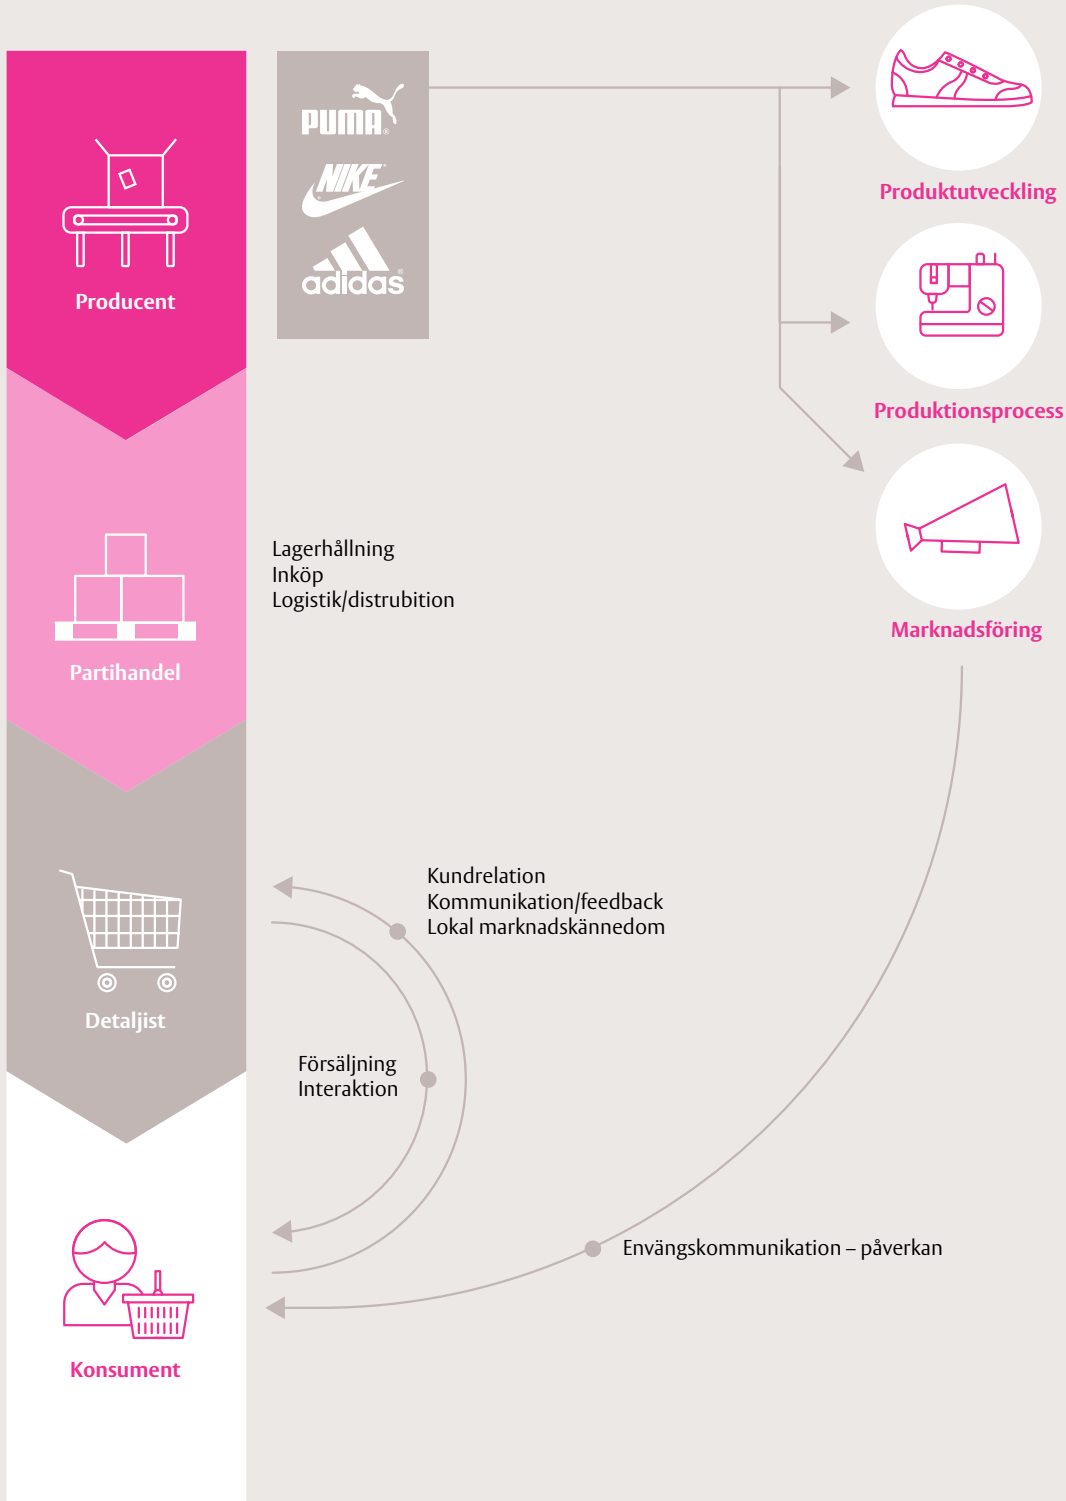 PUMA®
NIKE
adidas®
Producent
Produktutveckling
Produktionsprocess
Lagerhållning
Inköp
Logistik/distrubition
Marknadsföring
Partihandel
Kundrelation
Kommunikation/feedback
Lokal marknadskännedom
Detaljist
Försäljning
Interaktion
Envängskommunikation – påverkan
Konsument